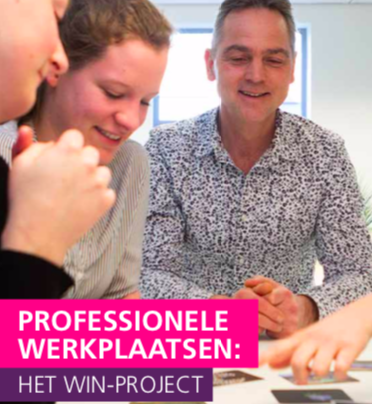 PROFESSIONELE
WERKPLAATSEN:
HET WIN-PROJECT